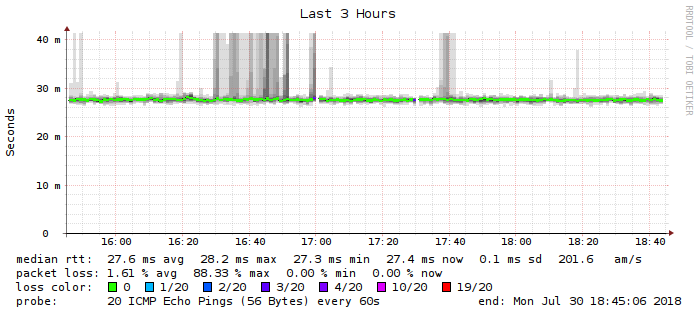 Last 3 Hours
RRDTOOL / TOBI OETIKER
Seconds
40 m
30 m
20 m
10 m
0
16:00 16:20 16:40 17:00 17:20 17:40 18:00 18:20 18:40
median rtt: 27.6 ms avg 28.2 ms max 27.3 ms min 27.4 ms now 0.1 ms sd 201.6 am/s
packet loss: 1.61 % avg 88.33 % max 0.00 % min 0.00 % now
loss color: 0 1/20 2/20 3/20 4/20 10/20 19/20
probe: 20 ICMP Echo Pings (56 Bytes) every 60s end: Mon Jul 30 18:45:06 2018